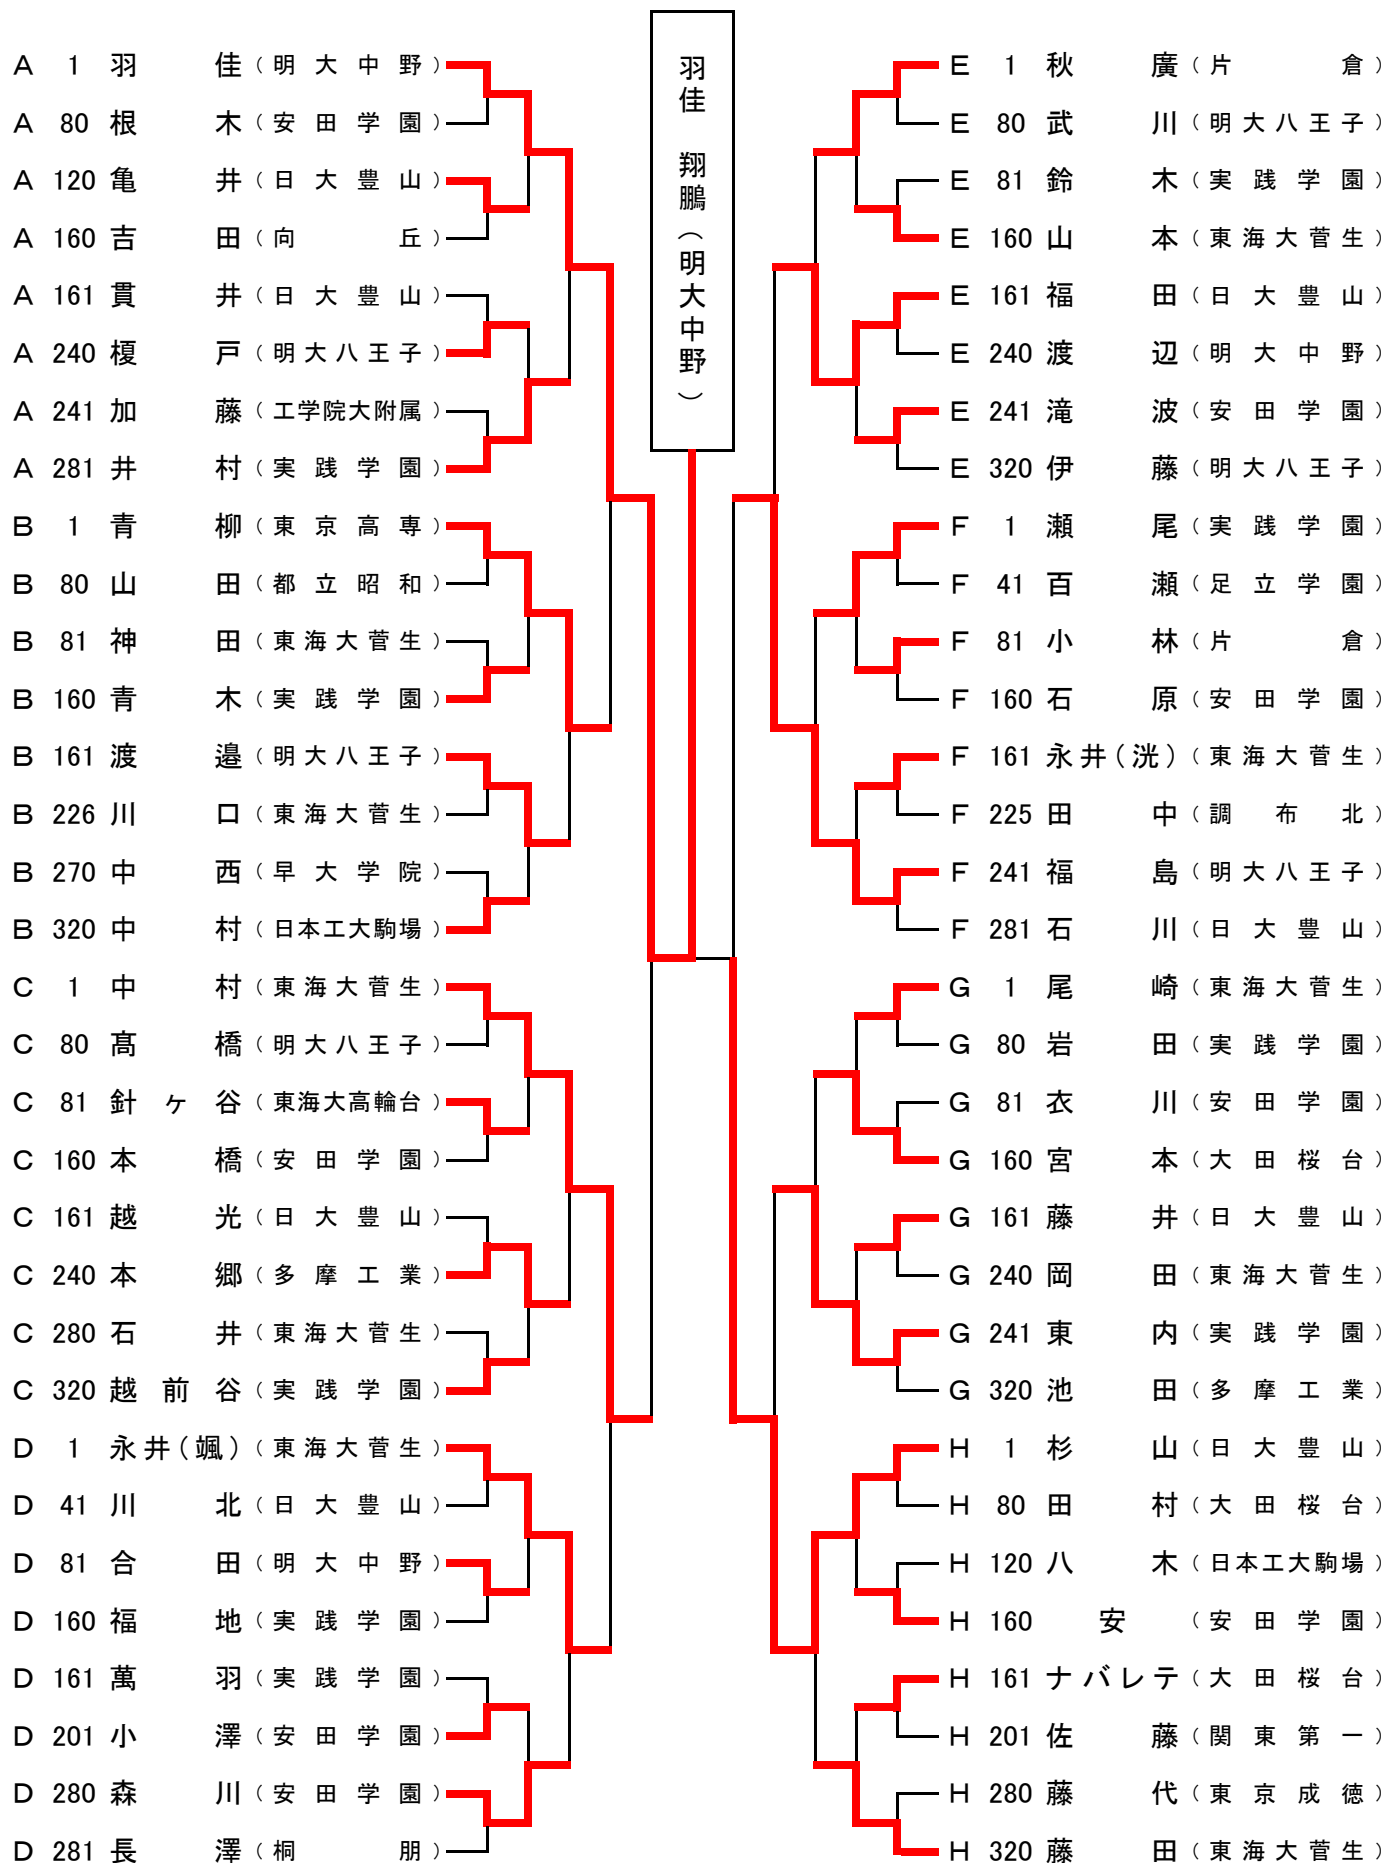 羽佳 翔鵬（明大中野）
A 1 羽佳（明大中野）
A 80 根木（安田学園）
A 120 亀井（日大豊山）
A 160 吉田（向丘）
A 161 貫井（日大豊山）
A 240 榎戸（明大八王子）
A 241 加藤（工学院大附属）
A 281 井村（実践学園）
B 1 青柳（東京高専）
B 80 山田（都立昭和）
B 81 神田（東海大菅生）
B 160 青木（実践学園）
B 161 渡邉（明大八王子）
B 226 川口（東海大菅生）
B 270 中西（早大学院）
B 320 中村（日本工大駒場）
C 1 中村（東海大菅生）
C 80 髙橋（明大八王子）
C 81 針ヶ谷（東海大高輪台）
C 160 本橋（安田学園）
C 161 越光（日大豊山）
C 240 本郷（多摩工業）
C 280 石井（東海大菅生）
C 320 越前谷（実践学園）
D 1 永井(颯)（東海大菅生）
D 41 川北（日大豊山）
D 81 合田（明大中野）
D 160 福地（実践学園）
D 161 萬羽（実践学園）
D 201 小澤（安田学園）
D 280 森川（安田学園）
D 281 長澤（桐朋）
E 1 秋廣（片倉）
E 80 武川（明大八王子）
E 81 鈴木（実践学園）
E 160 山本（東海大菅生）
E 161 福田（日大豊山）
E 240 渡辺（明大中野）
E 241 滝波（安田学園）
E 320 伊藤（明大八王子）
F 1 瀬尾（実践学園）
F 41 百瀬（足立学園）
F 81 小林（片倉）
F 160 石原（安田学園）
F 161 永井(洸)（東海大菅生）
F 225 田中（調布北）
F 241 福島（明大八王子）
F 281 石川（日大豊山）
G 1 尾崎（東海大菅生）
G 80 岩田（実践学園）
G 81 衣川（安田学園）
G 160 宮本（大田桜台）
G 161 藤井（日大豊山）
G 240 岡田（東海大菅生）
G 241 東内（実践学園）
G 320 池田（多摩工業）
H 1 杉山（日大豊山）
H 80 田村（大田桜台）
H 120 八木（日本工大駒場）
H 160 安（安田学園）
H 161 ナバレテ（大田桜台）
H 201 佐藤（関東第一）
H 280 藤代（東京成徳）
H 320 藤田（東海大菅生）